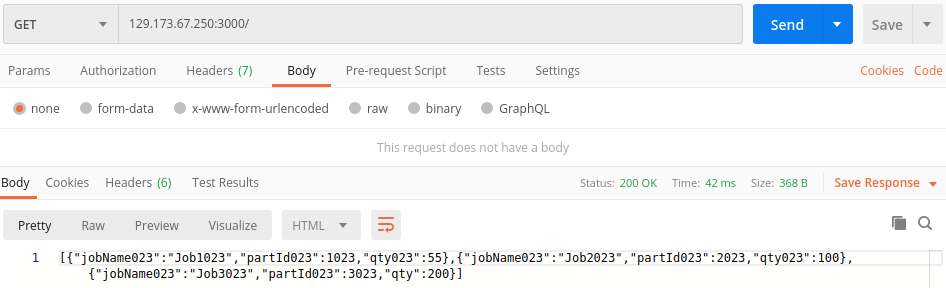 GET 129.173.67.250:3000/ Send Save
Params Authorization Headers (7) Body Pre-request Script Tests Settings Cookies Code
none form-data x-www-form-urlencoded raw binary GraphQL
This request does not have a body
Body Cookies Headers (6) Test Results Status: 200 OK Time: 42 ms Size: 368 B Save Response
Pretty Raw Preview Visualize HTML
1 [{"jobName023":"Job1023","partId023":1023,"qty023":55},{"jobName023":"Job2023","partId023":2023,"qty023":100},
{"jobName023":"Job3023","partId023":3023,"qty":200}]